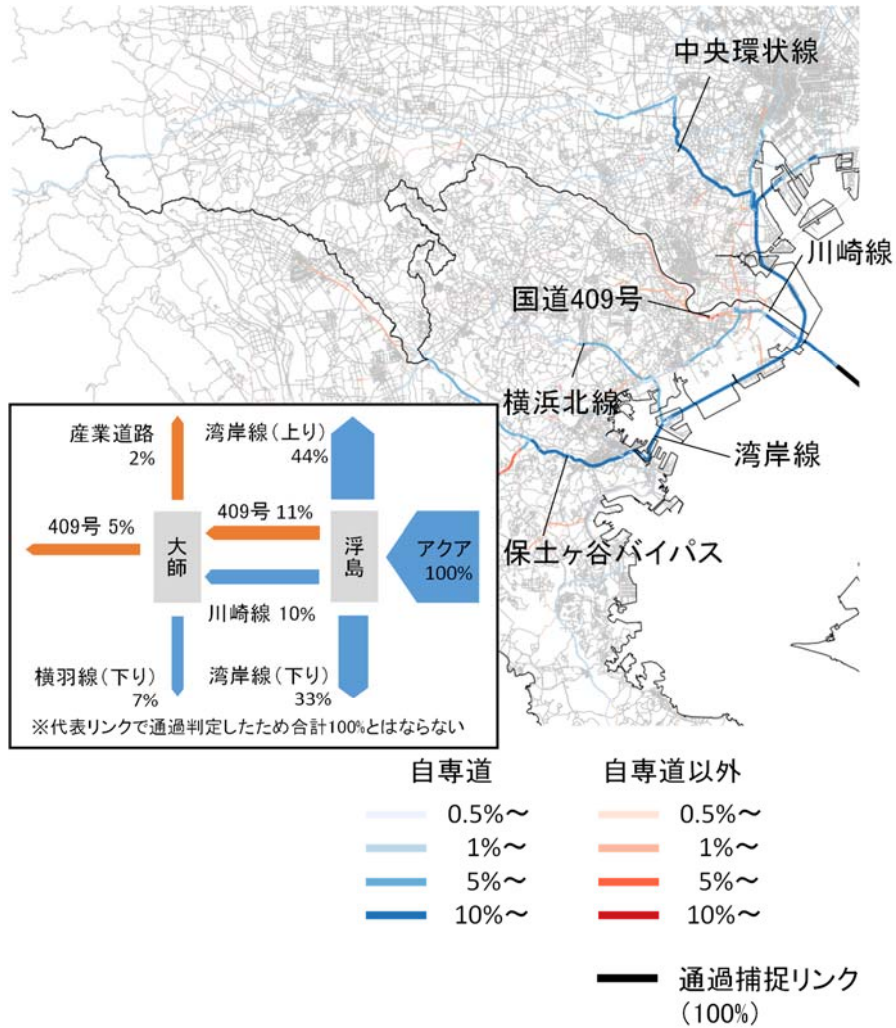 中央環状線
川崎線
国道409号
横浜北線
湾岸線
保土ヶ谷バイパス
産業道路
2%
湾岸線(上り)
44%
409号 5%
大師
409号 11%
浮島
アクア
100%
川崎線 10%
横羽線(下り)
7%
湾岸線(下り)
33%
※代表リンクで通過判定したため合計100%とはならない
自専道
0.5%～
1%～
5%～
10%～
自専道以外
0.5%～
1%～
5%～
10%～
通過捕捉リンク
(100%)